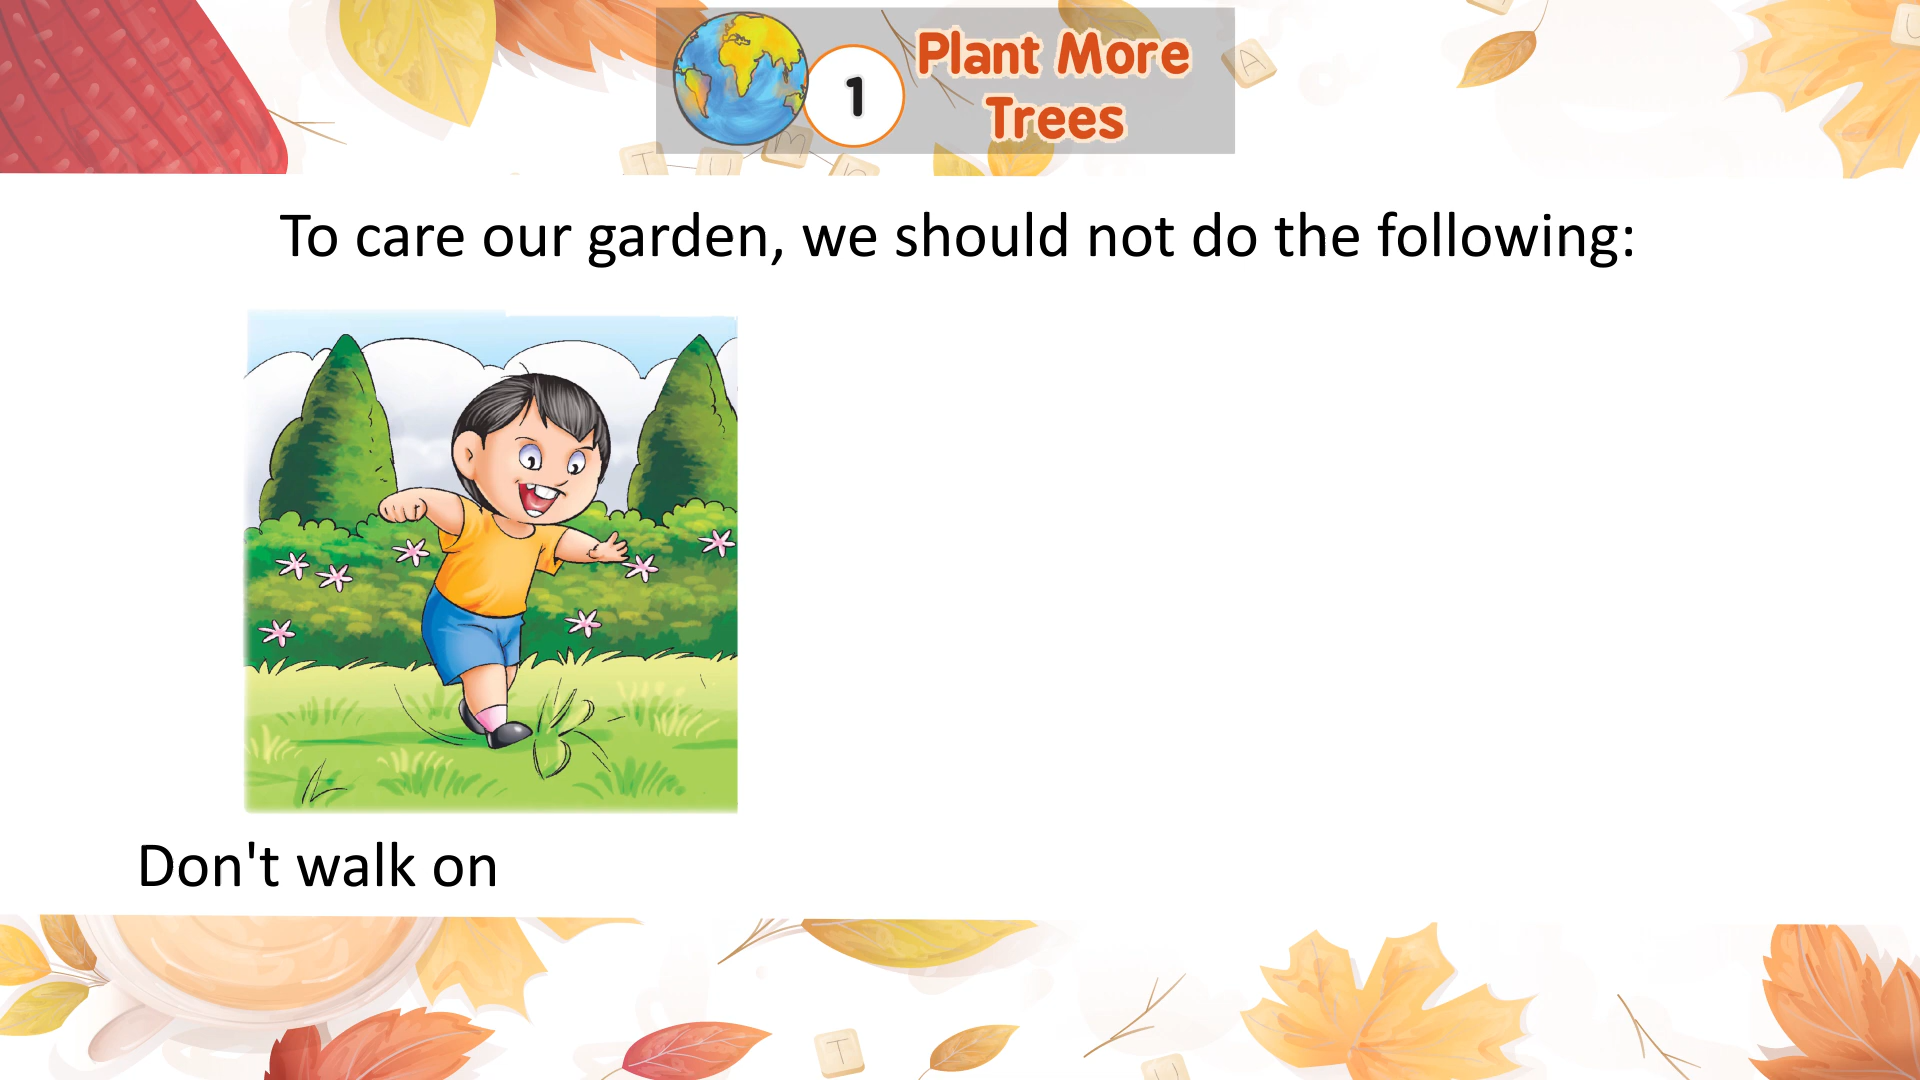 1
Plant More
Trees
To care our garden, we should not do the following:
Don't walk on